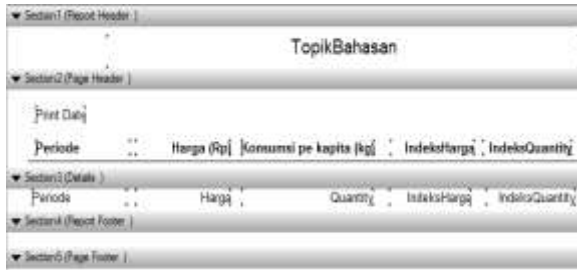 Section1 (Report Header )
TopikBahasan
Section2 (Page Header )
Print Date
Periode Harga (Rp) Konsumsi pe kapita (kg) IndeksHarga IndeksQuantity
Section3 (Details )
Periode Harga Quantity IndeksHarga IndeksQuantity
Section4 (Report Footer )
Section5 (Page Footer )